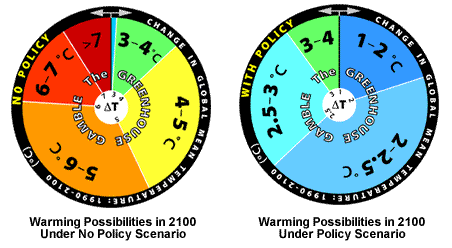 NO POLICY
CHANGE IN GLOBAL MEAN TEMPERATURE: 1990-2100 (°C)
>7
3-4°C
4-5°C
5-6°C
6-7°C
The GREENHOUSE GAMBLE
ΔT
Warming Possibilities in 2100
Under No Policy Scenario
WITH POLICY
CHANGE IN GLOBAL MEAN TEMPERATURE: 1990-2100 (°C)
3-4
1-2°C
2-2.5°C
2.5-3°C
The GREENHOUSE GAMBLE
ΔT
Warming Possibilities in 2100
Under Policy Scenario